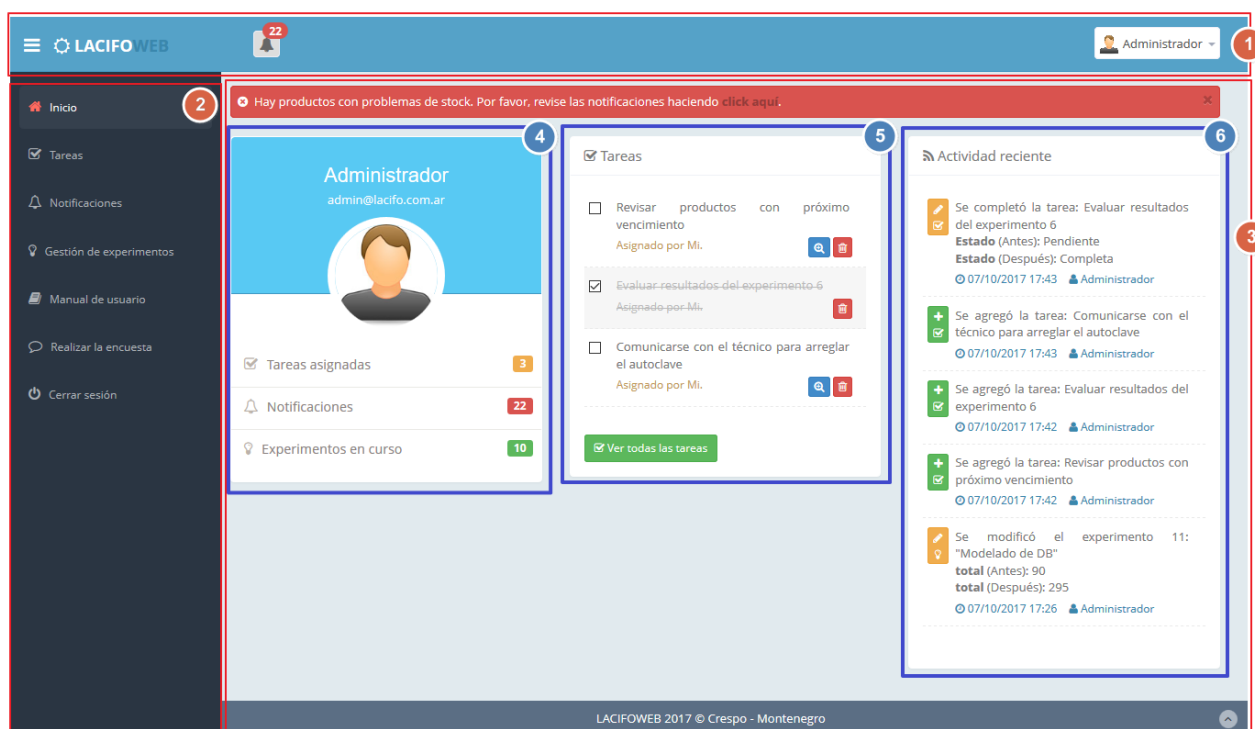 22
LACIFOWEB
Administrador
1
Inicio
2
Tareas
Notificaciones
Gestión de experimentos
Manual de usuario
Realizar la encuesta
Cerrar sesión
Hay productos con problemas de stock. Por favor, revise las notificaciones haciendo click aquí.
×
3
4
Administrador
admin@lacifo.com.ar
Tareas asignadas 3
Notificaciones 22
Experimentos en curso 10
5
Tareas
Revisar productos con próximo
vencimiento
Asignado por Mi.
Evaluar resultados del experimento 6
Asignado por Mi.
Comunicarse con el técnico para arreglar
el autoclave
Asignado por Mi.
Ver todas las tareas
6
Actividad reciente
Se completó la tarea: Evaluar resultados
del experimento 6
Estado (Antes): Pendiente
Estado (Después): Completa
07/10/2017 17:43 Administrador
Se agregó la tarea: Comunicarse con el
técnico para arreglar el autoclave
07/10/2017 17:43 Administrador
Se agregó la tarea: Evaluar resultados del
experimento 6
07/10/2017 17:42 Administrador
Se agregó la tarea: Revisar productos con
próximo vencimiento
07/10/2017 17:42 Administrador
Se modificó el experimento 11:
"Modelado de DB"
total (Antes): 90
total (Después): 295
07/10/2017 17:26 Administrador
LACIFOWEB 2017 © Crespo - Montenegro